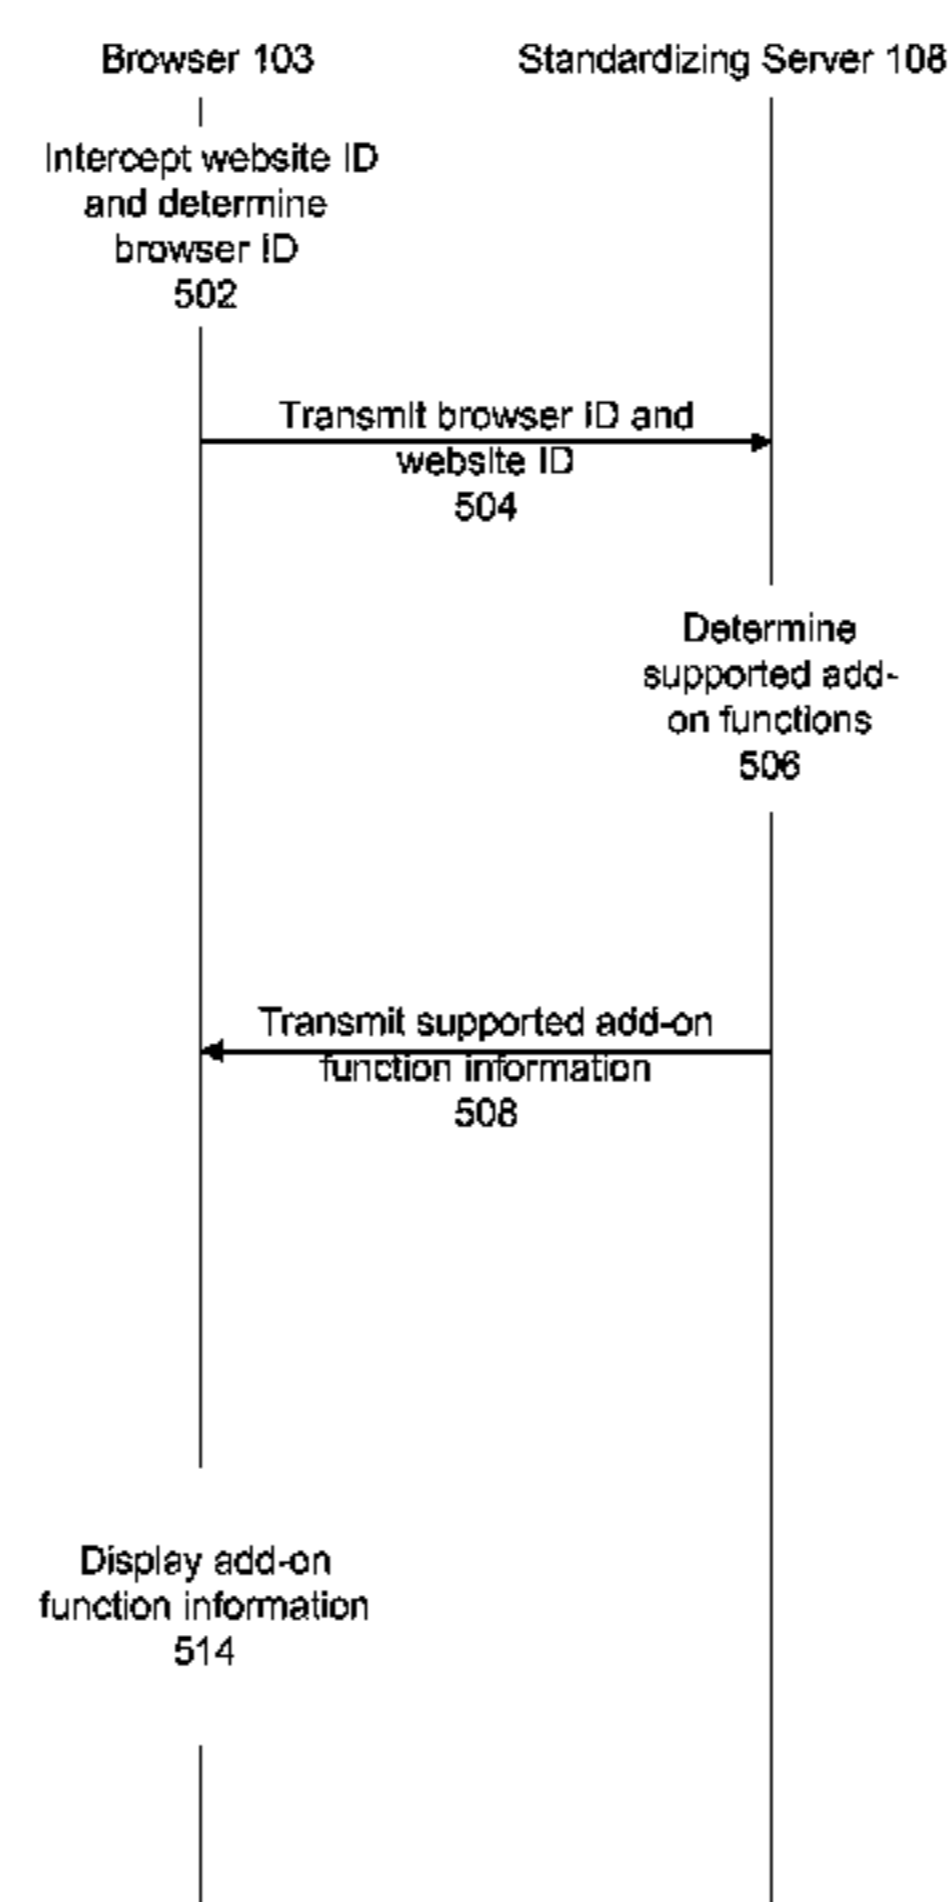 Browser 103
Standardizing Server 108
Intercept website ID
and determine
browser ID
502
Transmit browser ID and
website ID
504
Determine
supported add-
on functions
506
Transmit supported add-on
function information
508
Display add-on
function information
514